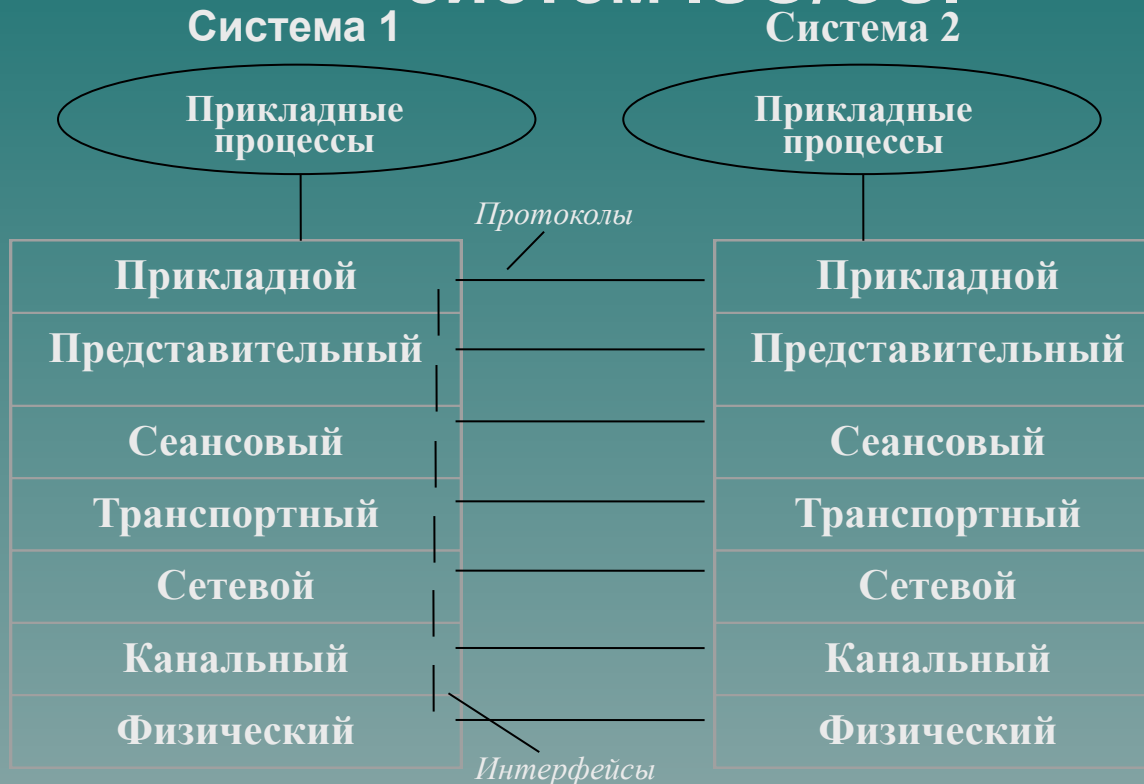 Система 1
Система 2
Прикладные
процессы
Прикладные
процессы
Протоколы
Прикладной
Прикладной
Представительный
Представительный
Сеансовый
Сеансовый
Транспортный
Транспортный
Сетевой
Сетевой
Канальный
Канальный
Физический
Физический
Интерфейсы